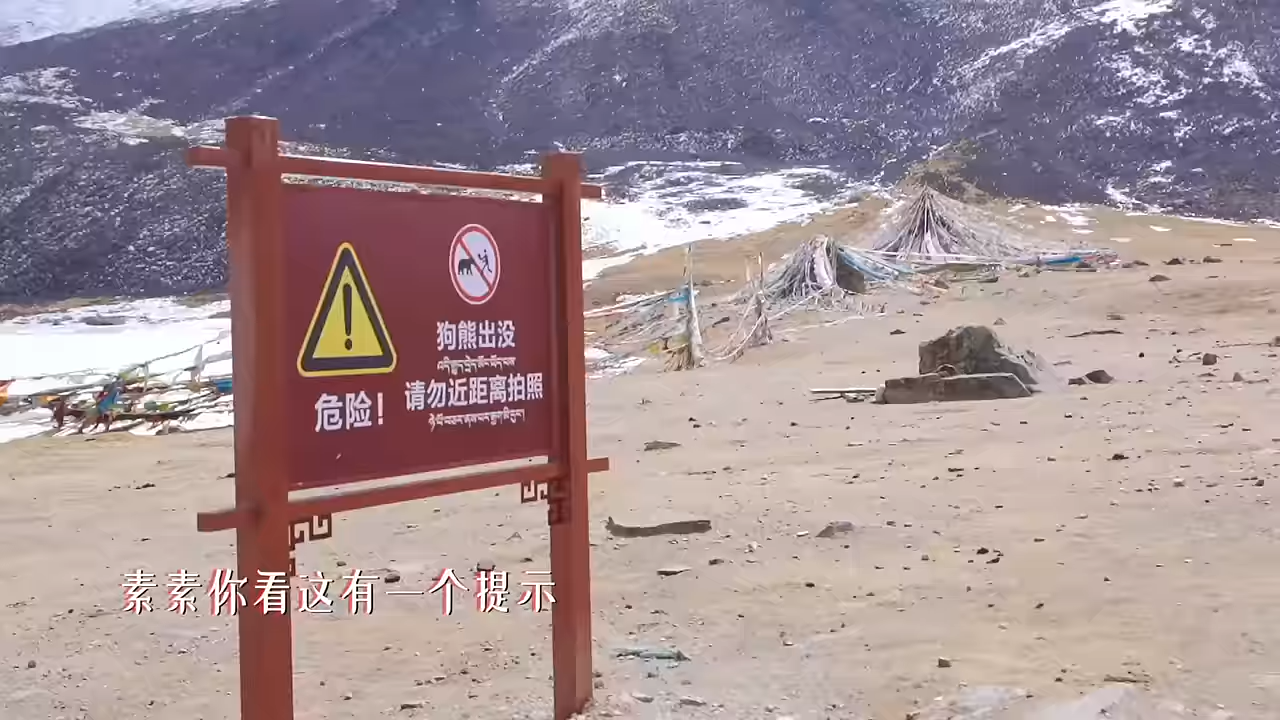 狗熊出没
请勿近距离拍照
危险!
素素你看这有一个提示